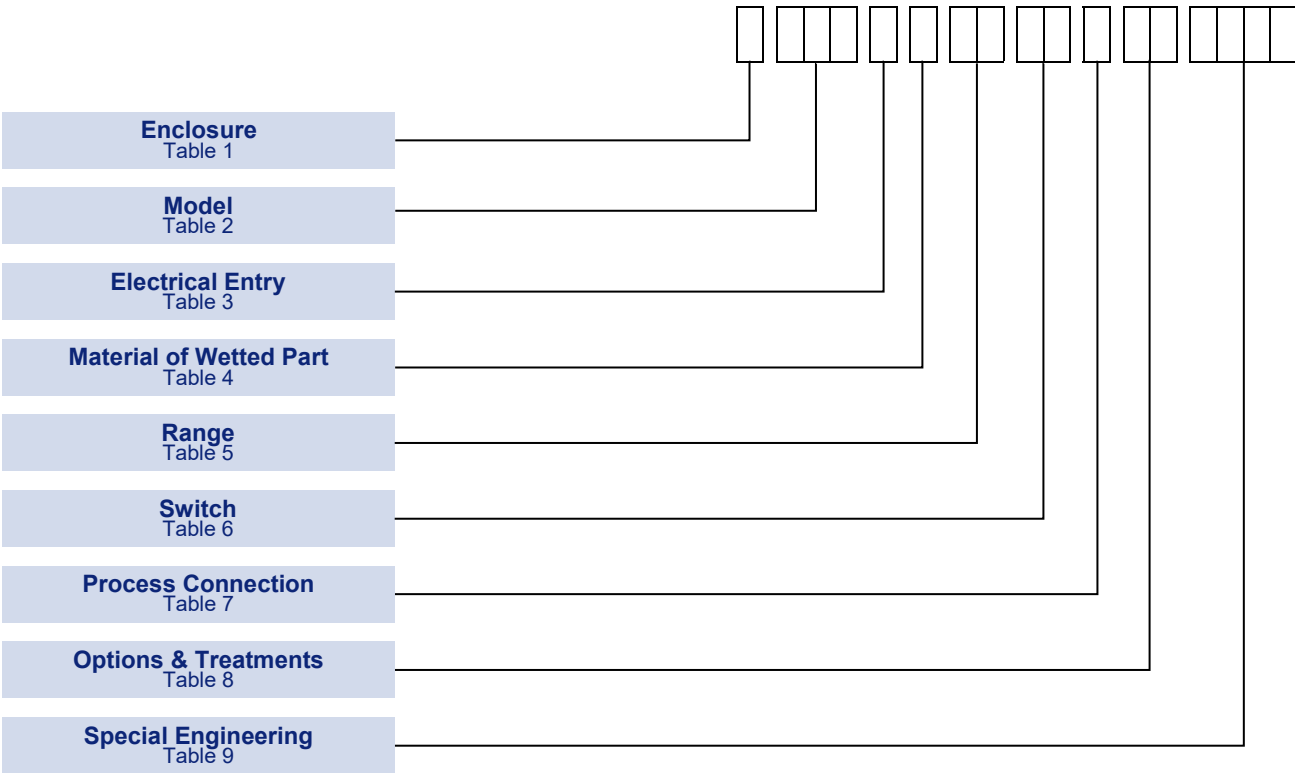 Enclosure
Table 1
Model
Table 2
Electrical Entry
Table 3
Material of Wetted Part
Table 4
Range
Table 5
Switch
Table 6
Process Connection
Table 7
Options & Treatments
Table 8
Special Engineering
Table 9